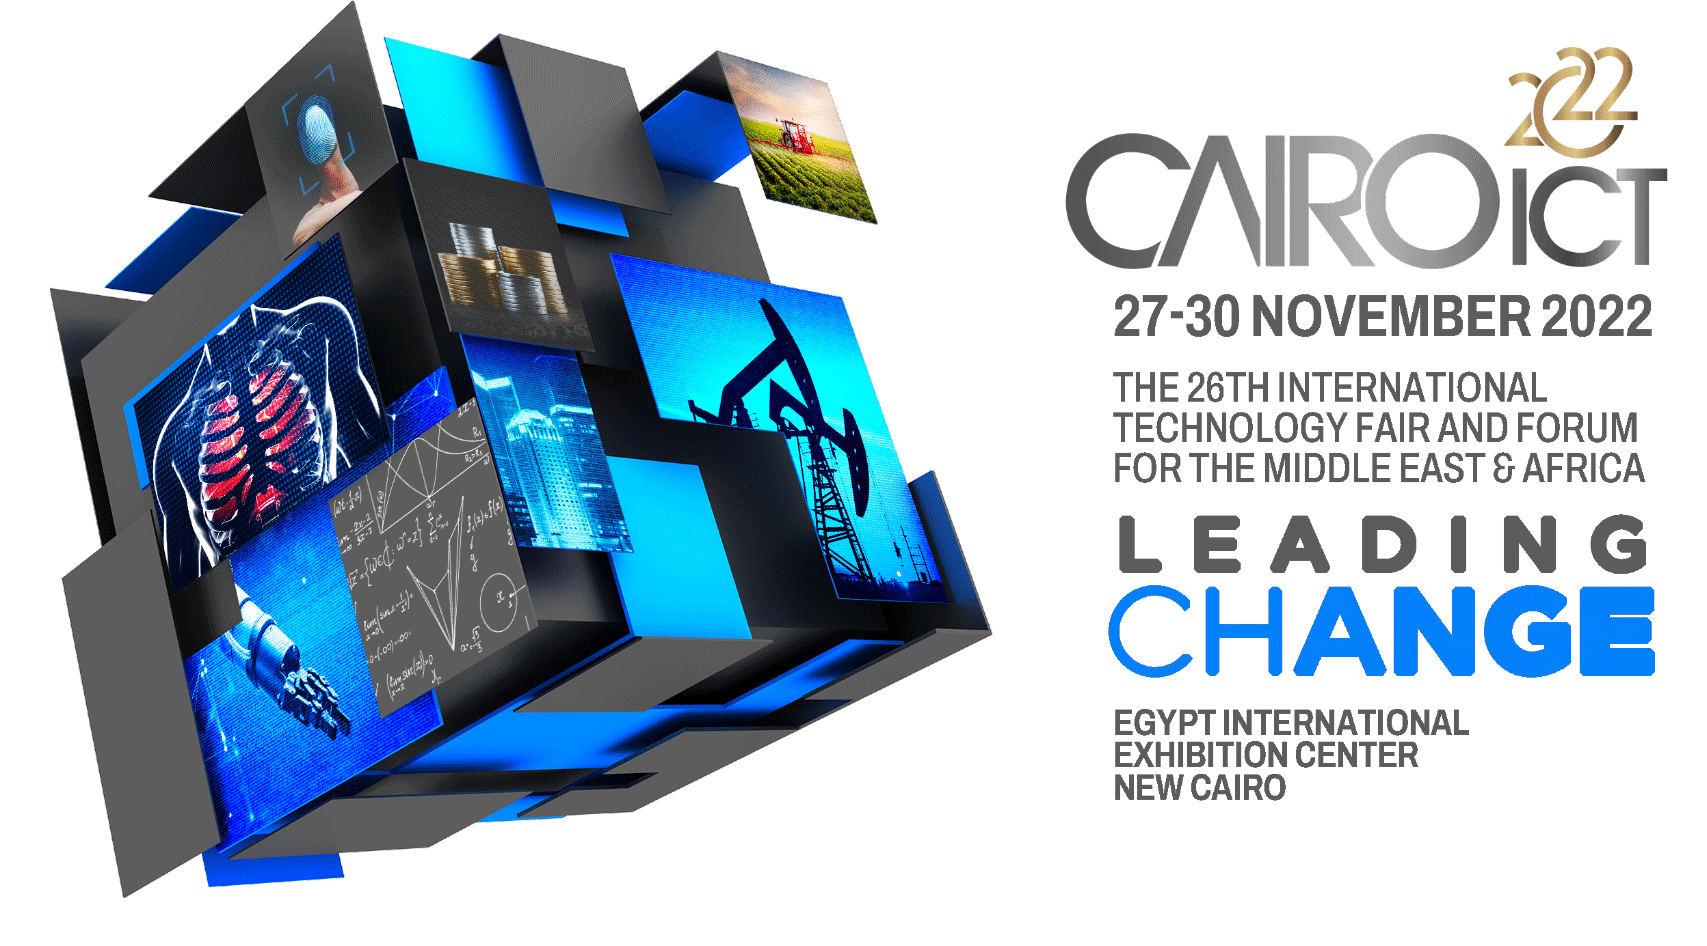 2022
CAIRO ICT
27-30 NOVEMBER 2022
THE 26TH INTERNATIONAL
TECHNOLOGY FAIR AND FORUM
FOR THE MIDDLE EAST & AFRICA
LEADING
CHANGE
EGYPT INTERNATIONAL
EXHIBITION CENTER
NEW CAIRO